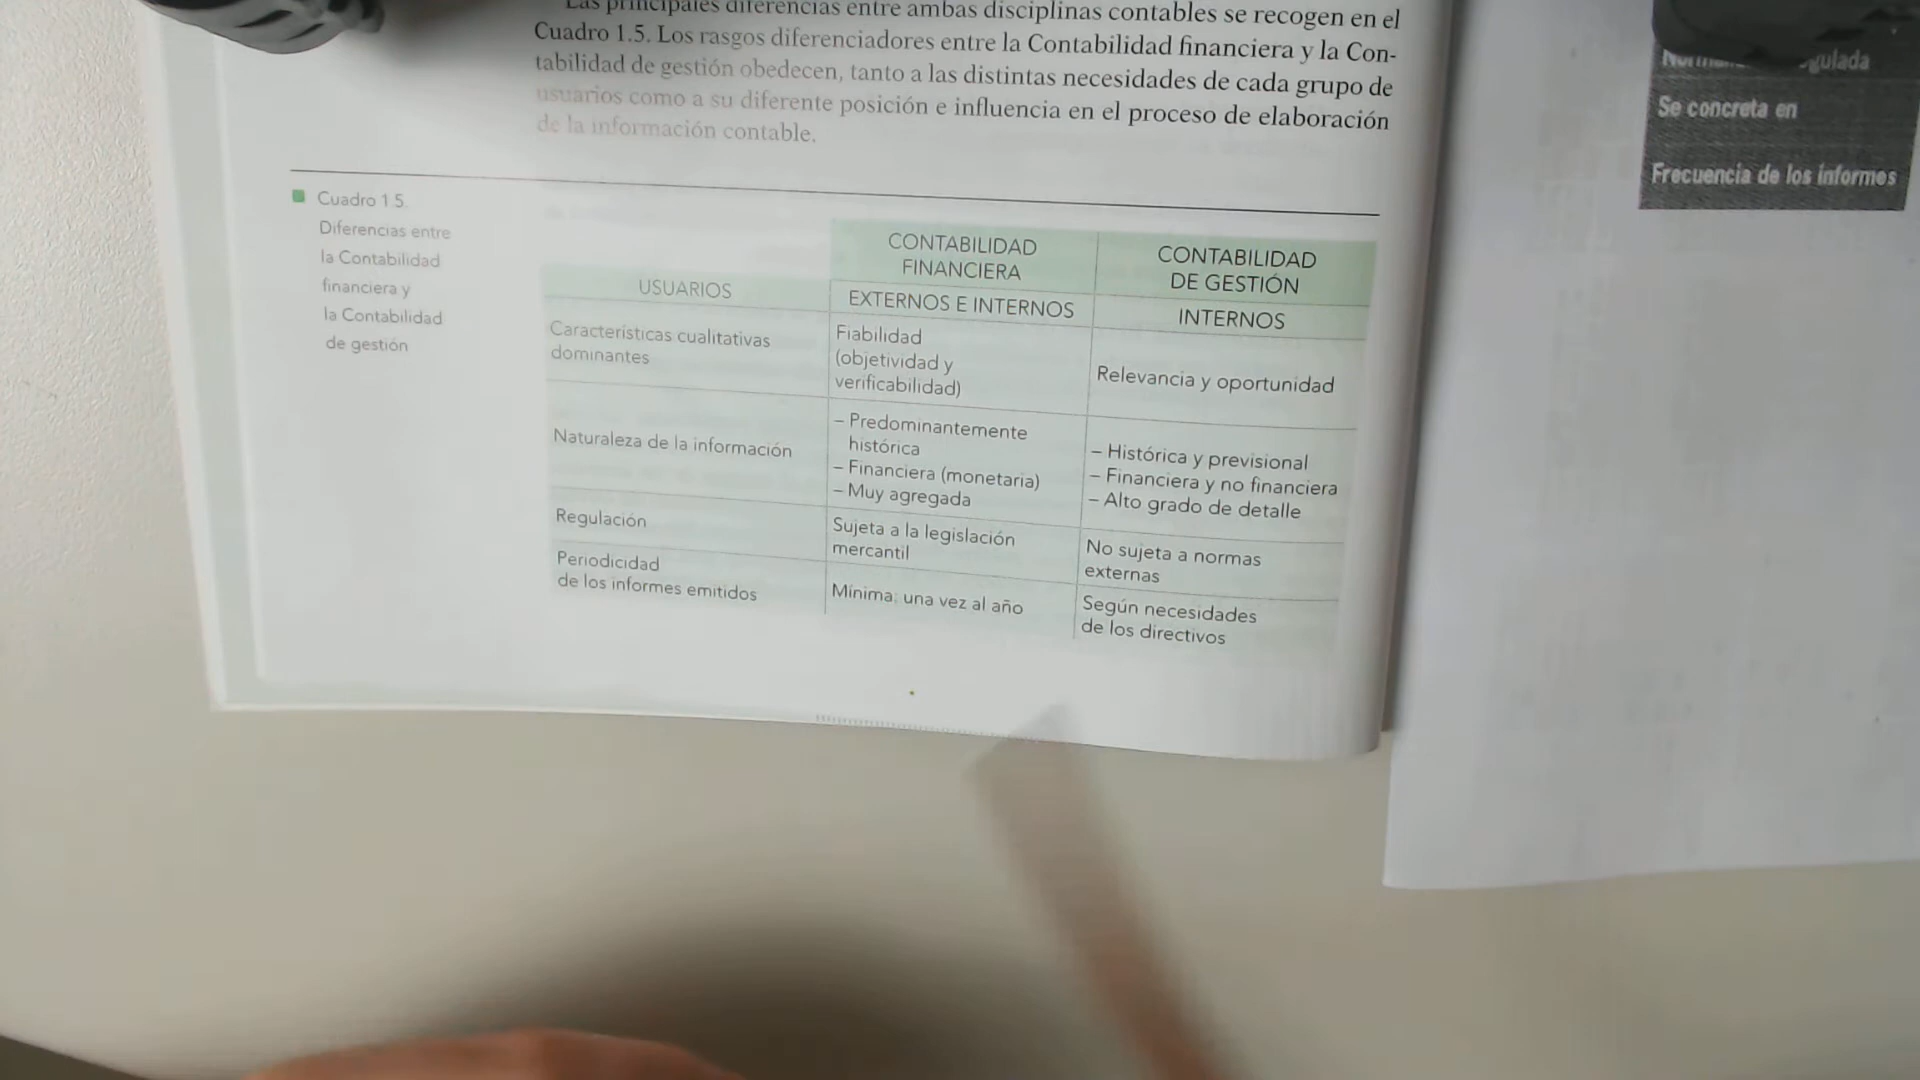 Las principales diferencias entre ambas disciplinas contables se recogen en el
Cuadro 1.5. Los rasgos diferenciadores entre la Contabilidad financiera y la Con-
tabilidad de gestión obedecen, tanto a las distintas necesidades de cada grupo de
usuarios como a su diferente posición e influencia en el proceso de elaboración
de la información contable.
Cuadro 1.5.
Diferencias entre
la Contabilidad
financiera y
la Contabilidad
de gestión
CONTABILIDAD
FINANCIERA
CONTABILIDAD
DE GESTIÓN
USUARIOS
EXTERNOS E INTERNOS
INTERNOS
Características cualitativas
dominantes
Fiabilidad
(objetividad y
verificabilidad)
Relevancia y oportunidad
Naturaleza de la información
– Predominantemente
histórica
– Financiera (monetaria)
– Muy agregada
– Histórica y previsional
– Financiera y no financiera
– Alto grado de detalle
Regulación
Sujeta a la legislación
mercantil
No sujeta a normas
externas
Periodicidad
de los informes emitidos
Mínima: una vez al año
Según necesidades
de los directivos
Se concreta en
Frecuencia de los informes